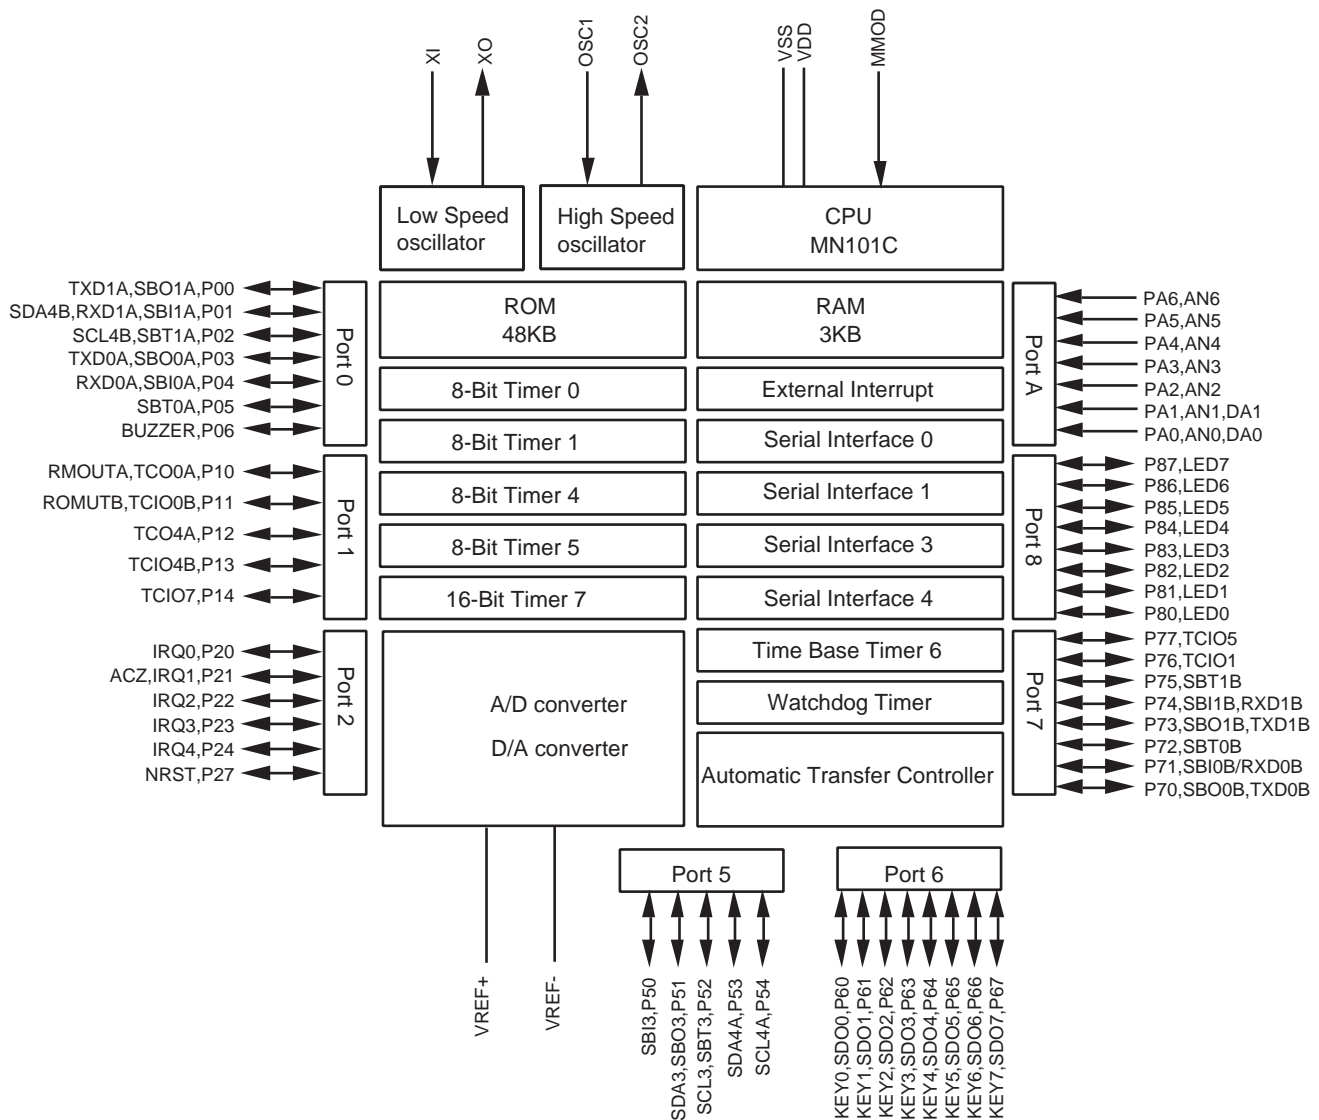 XI
XO
OSC1
OSC2
VSS
VDD
MMOD
Low Speed
oscillator
High Speed
oscillator
CPU
MN101C
TXD1A,SBO1A,P00
SDA4B,RXD1A,SBI1A,P01
SCL4B,SBT1A,P02
TXD0A,SBO0A,P03
RXD0A,SBI0A,P04
SBT0A,P05
BUZZER,P06
Port 0
RMOUTA,TCO0A,P10
ROMUTB,TCIO0B,P11
TCO4A,P12
TCIO4B,P13
TCIO7,P14
Port 1
IRQ0,P20
ACZ,IRQ1,P21
IRQ2,P22
IRQ3,P23
IRQ4,P24
NRST,P27
Port 2
ROM
48KB
8-Bit Timer 0
8-Bit Timer 1
8-Bit Timer 4
8-Bit Timer 5
16-Bit Timer 7
A/D converter
D/A converter
RAM
3KB
External Interrupt
Serial Interface 0
Serial Interface 1
Serial Interface 3
Serial Interface 4
Time Base Timer 6
Watchdog Timer
Automatic Transfer Controller
Port A
PA6,AN6
PA5,AN5
PA4,AN4
PA3,AN3
PA2,AN2
PA1,AN1,DA1
PA0,AN0,DA0
Port 8
P87,LED7
P86,LED6
P85,LED5
P84,LED4
P83,LED3
P82,LED2
P81,LED1
P80,LED0
Port 7
P77,TCIO5
P76,TCIO1
P75,SBT1B
P74,SBI1B,RXD1B
P73,SBO1B,TXD1B
P72,SBT0B
P71,SBI0B/RXD0B
P70,SBO0B,TXD0B
VREF+
VREF-
Port 5
SBI3,P50
SDA3,SBO3,P51
SCL3,SBT3,P52
SDA4A,P53
SCL4A,P54
Port 6
KEY0,SDO0,P60
KEY1,SDO1,P61
KEY2,SDO2,P62
KEY3,SDO3,P63
KEY4,SDO4,P64
KEY5,SDO5,P65
KEY6,SDO6,P66
KEY7,SDO7,P67